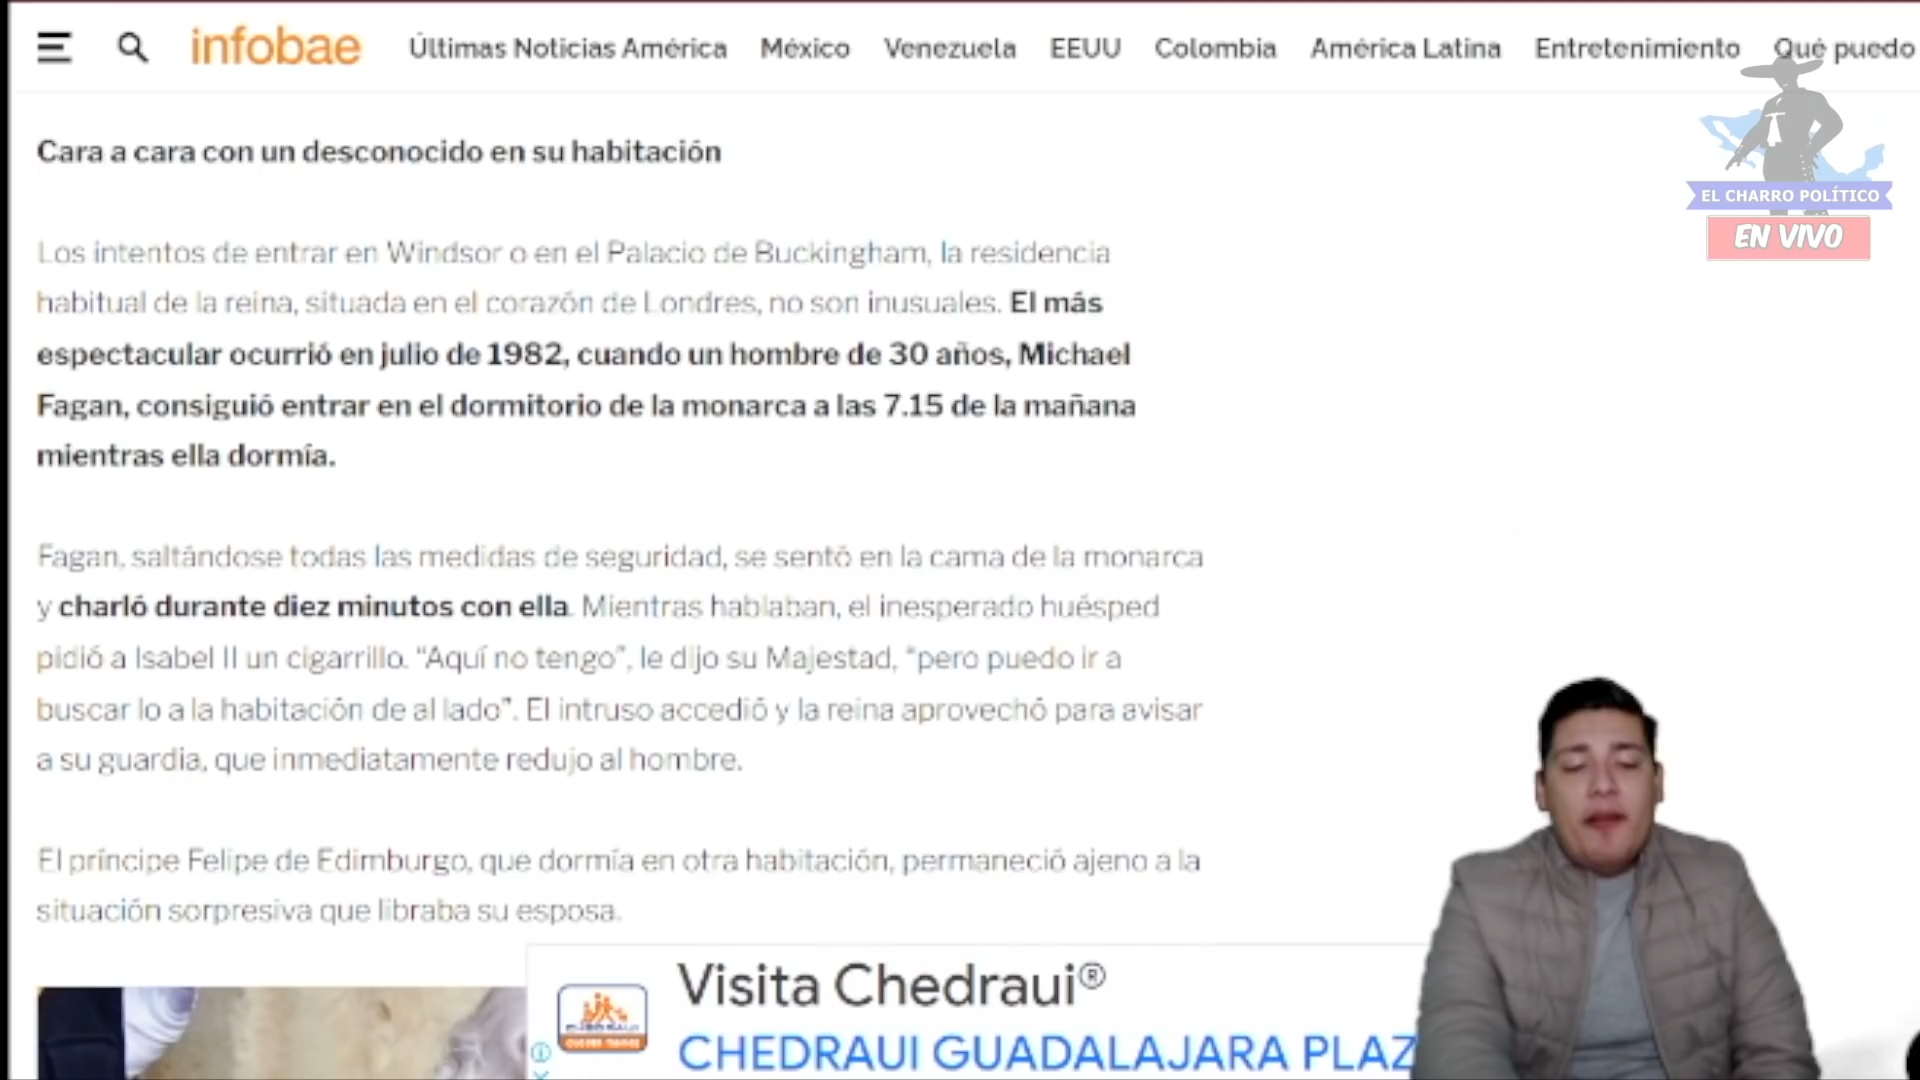 infobae Últimas Noticias América México Venezuela EEUU Colombia América Latina Entretenimiento Qué puedo
EL CHARRO POLÍTICO
EN VIVO
Cara a cara con un desconocido en su habitación
Los intentos de entrar en Windsor o en el Palacio de Buckingham, la residencia
habitual de la reina, situada en el corazón de Londres, no son inusuales. El más
espectacular ocurrió en julio de 1982, cuando un hombre de 30 años, Michael
Fagan, consiguió entrar en el dormitorio de la monarca a las 7.15 de la mañana
mientras ella dormía.
Fagan, saltándose todas las medidas de seguridad, se sentó en la cama de la monarca
y charló durante diez minutos con ella. Mientras hablaban, el inesperado huésped
pidió a Isabel II un cigarrillo. “Aquí no tengo”, le dijo su Majestad, “pero puedo ir a
buscar lo a la habitación de al lado”. El intruso accedió y la reina aprovechó para avisar
a su guardia, que inmediatamente redujo al hombre.
El príncipe Felipe de Edimburgo, que dormía en otra habitación, permaneció ajeno a la
situación sorpresiva que libraba su esposa.
Visita Chedraui®
CHEDRAUI GUADALAJARA PLAZ